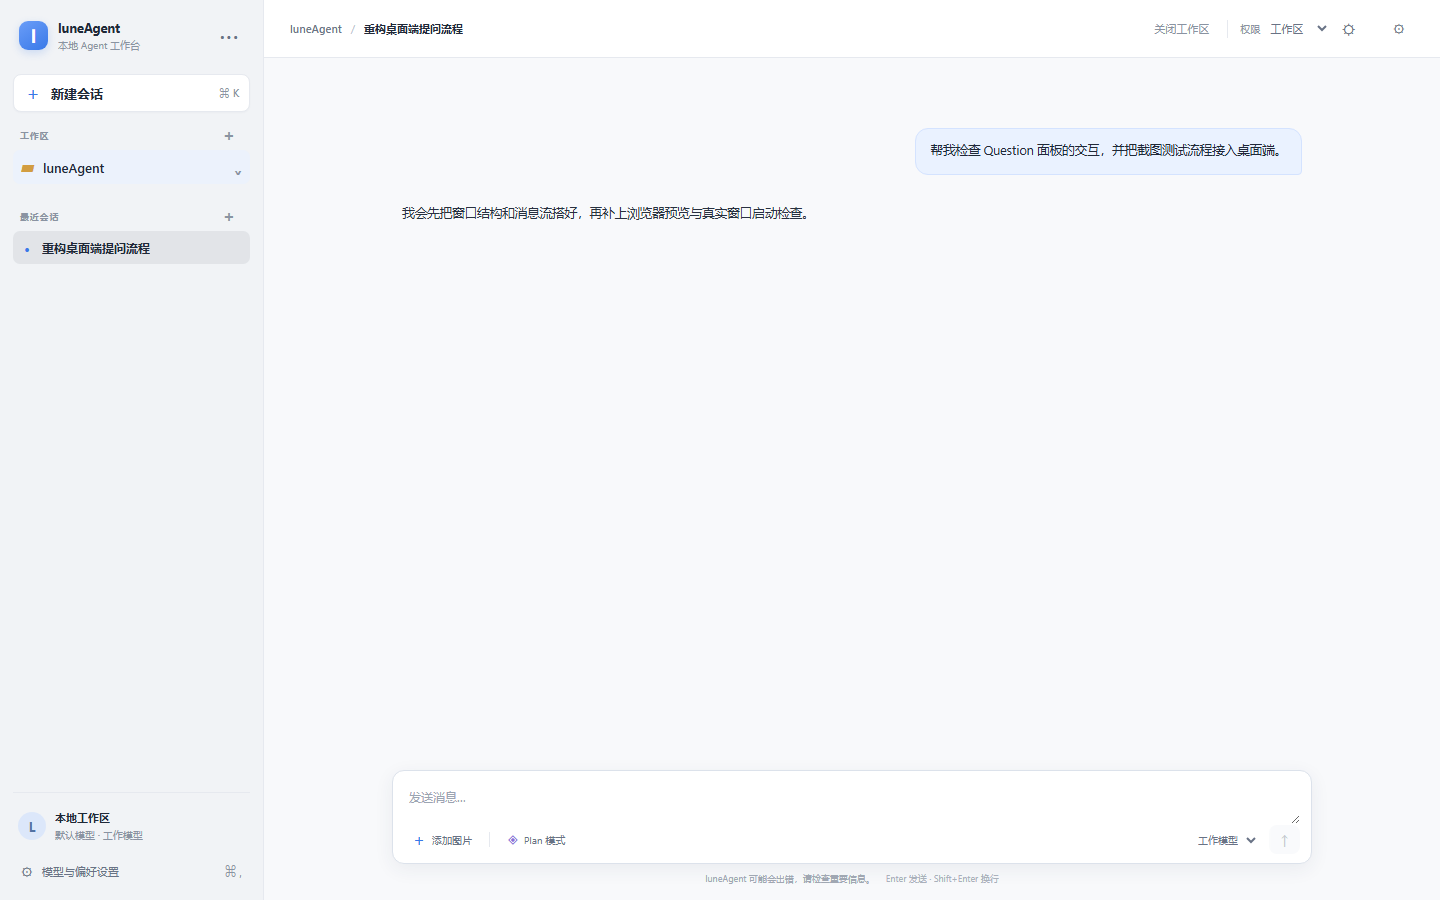 l
luneAgent
本地 Agent 工作台
+ 新建会话 ⌘ K
工作区 +
luneAgent
最近会话 +
重构桌面端提问流程
L
本地工作区
默认模型 · 工作模型
模型与偏好设置 ⌘ ,
luneAgent / 重构桌面端提问流程
关闭工作区 权限 工作区
帮我检查 Question 面板的交互，并把截图测试流程接入桌面端。
我会先把窗口结构和消息流搭好，再补上浏览器预览与真实窗口启动检查。
发送消息...
+ 添加图片 Plan 模式 工作模型 ↑
luneAgent 可能会出错，请检查重要信息。 Enter 发送 · Shift+Enter 换行